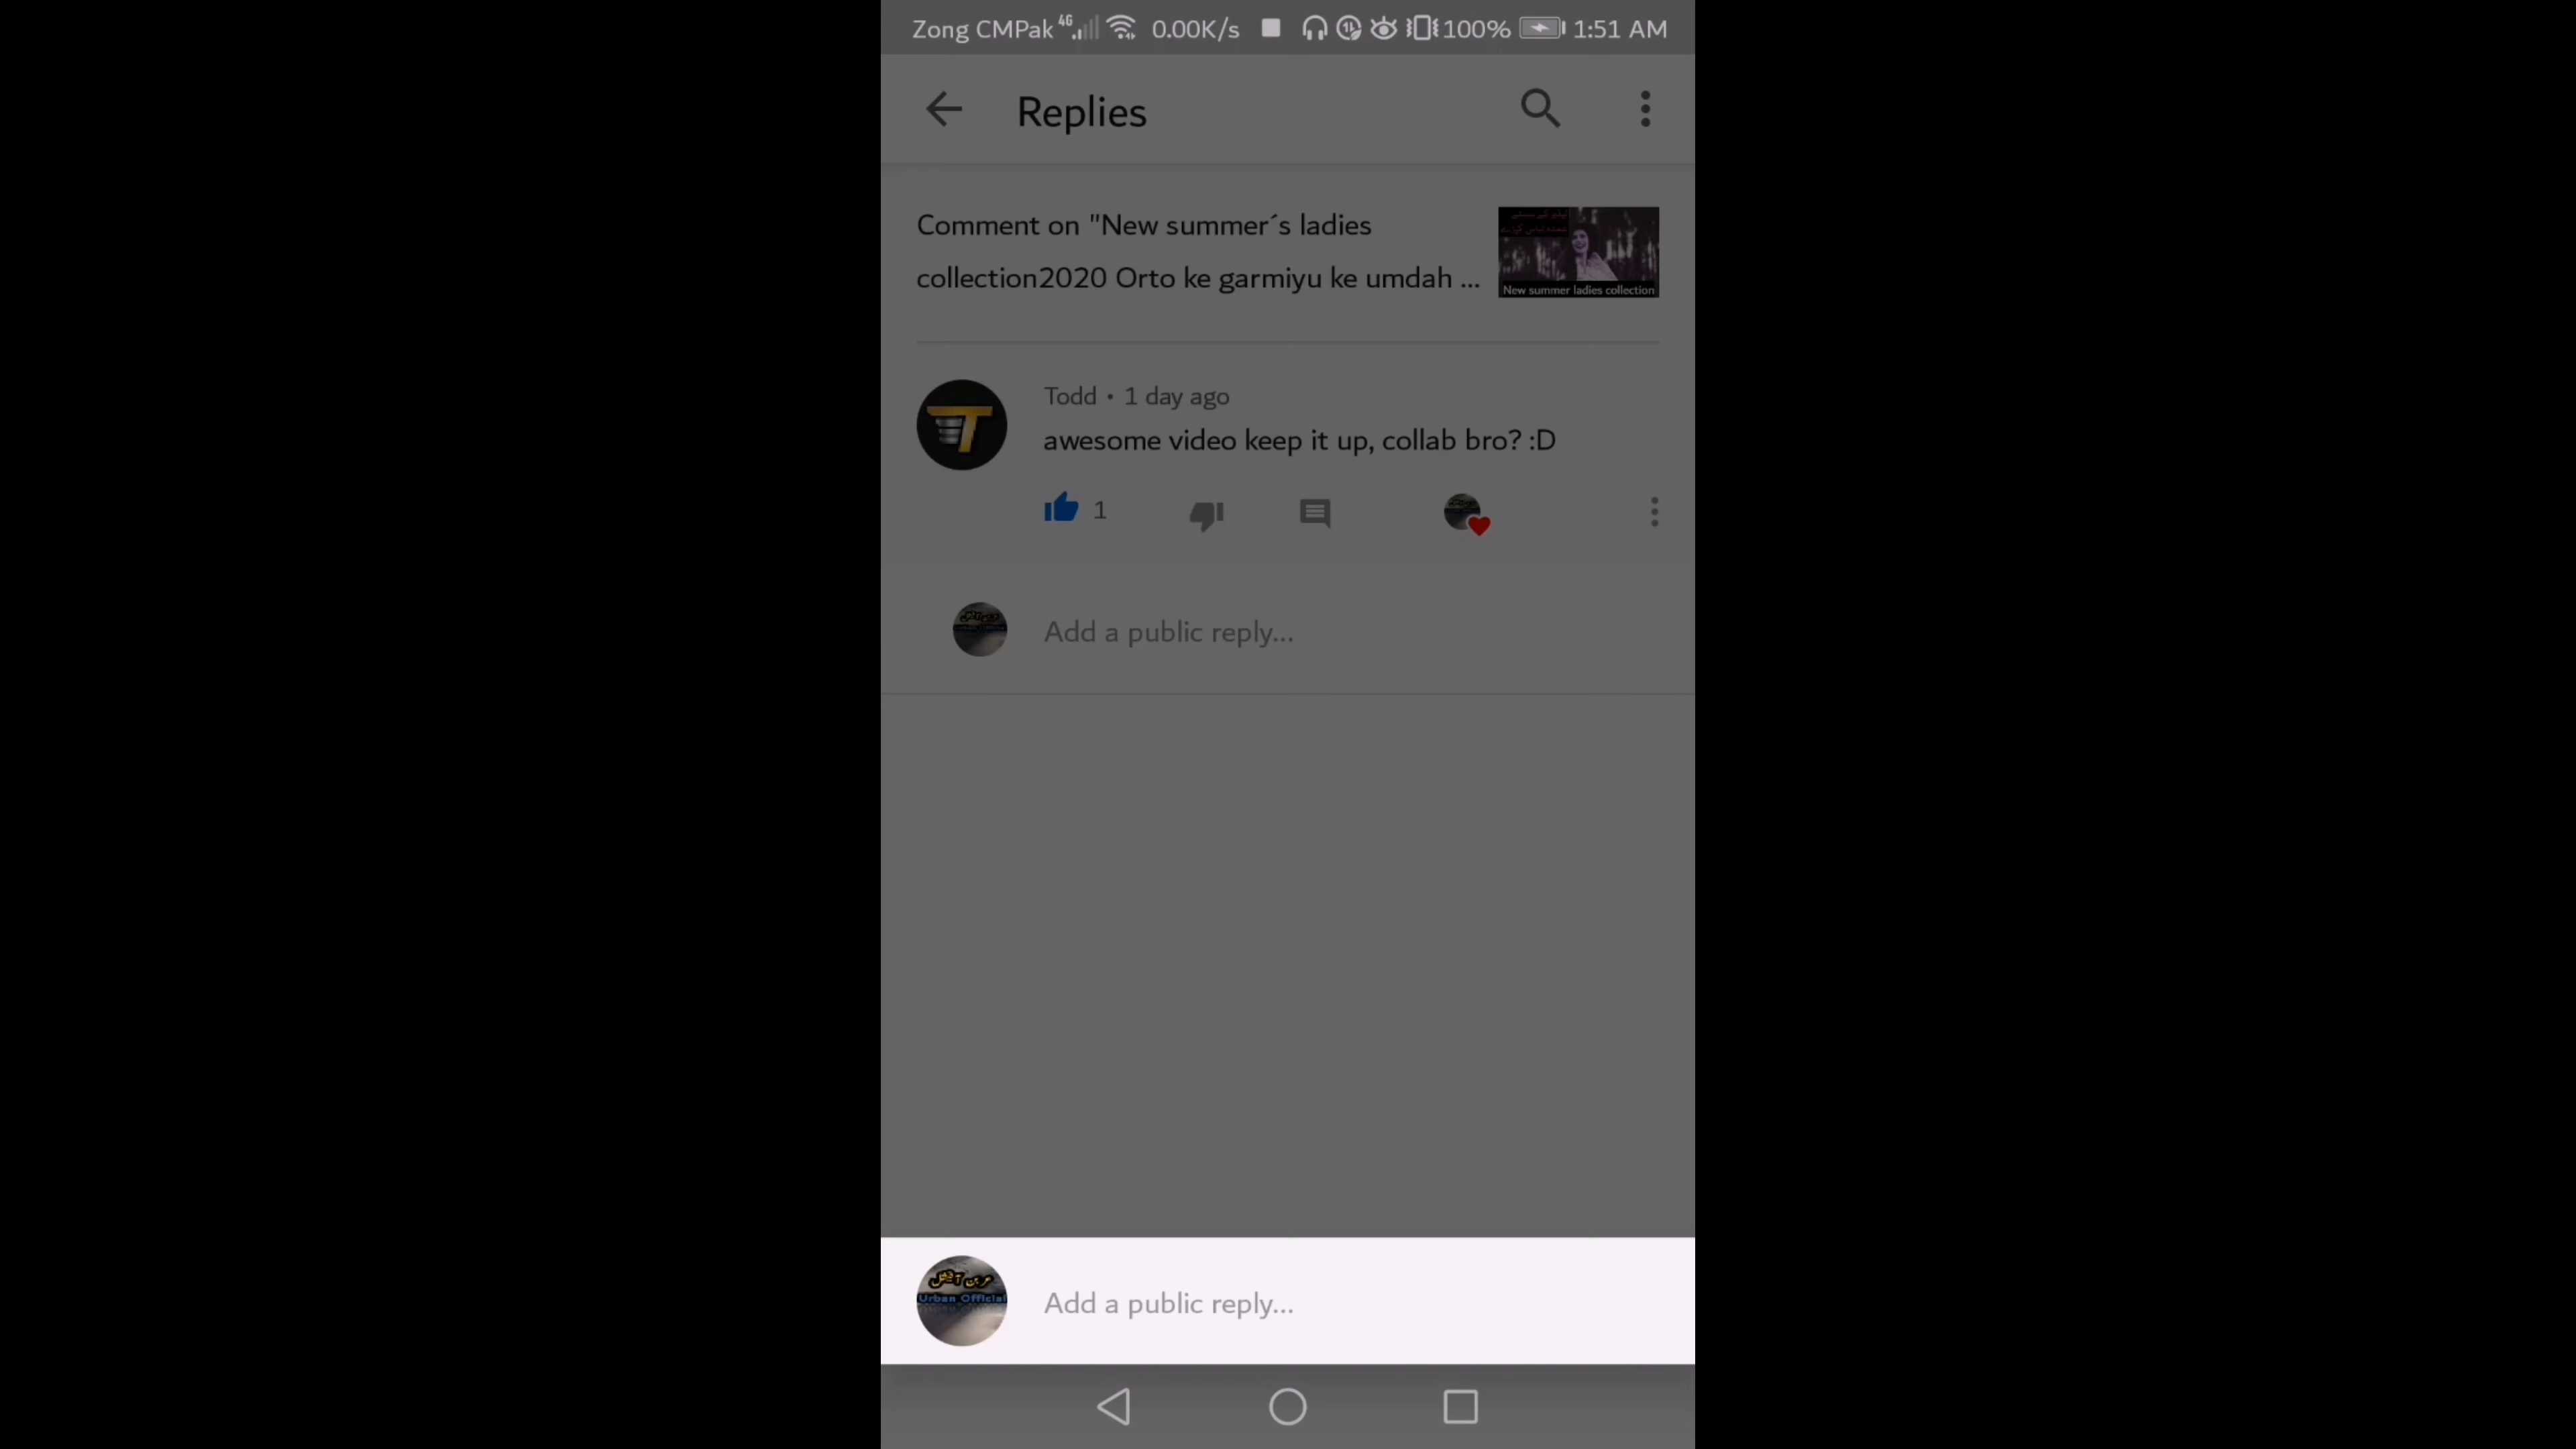 Zong CMPak 4G 0.00K/s 100% 1:51 AM
Replies
Comment on "New summer´s ladies
collection2020 Orto ke garmiyu ke umdah ...
New summer ladies collection
Todd • 1 day ago
awesome video keep it up, collab bro? :D
1
Add a public reply...
Urban Official
Add a public reply...